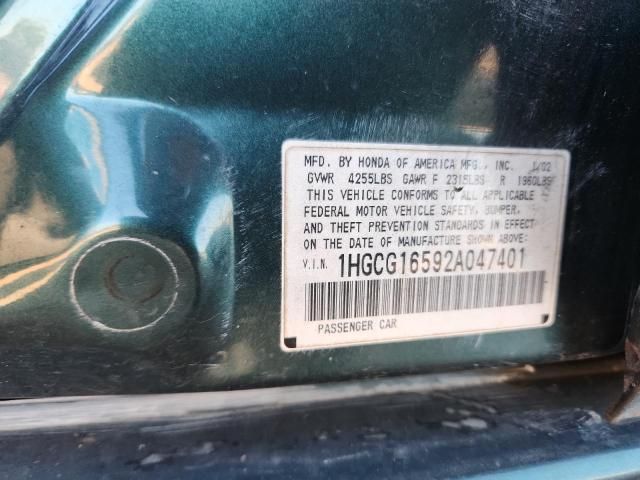 MFD. BY HONDA OF AMERICA MFG., INC. 1/02
GVWR 4255LBS GAWR F 2315LBS R 1960LBS
THIS VEHICLE CONFORMS TO ALL APPLICABLE
FEDERAL MOTOR VEHICLE SAFETY, BUMPER,
AND THEFT PREVENTION STANDARDS IN EFFECT
ON THE DATE OF MANUFACTURE SHOWN ABOVE:
V.I.N. 1HGCG16592A047401
PASSENGER CAR